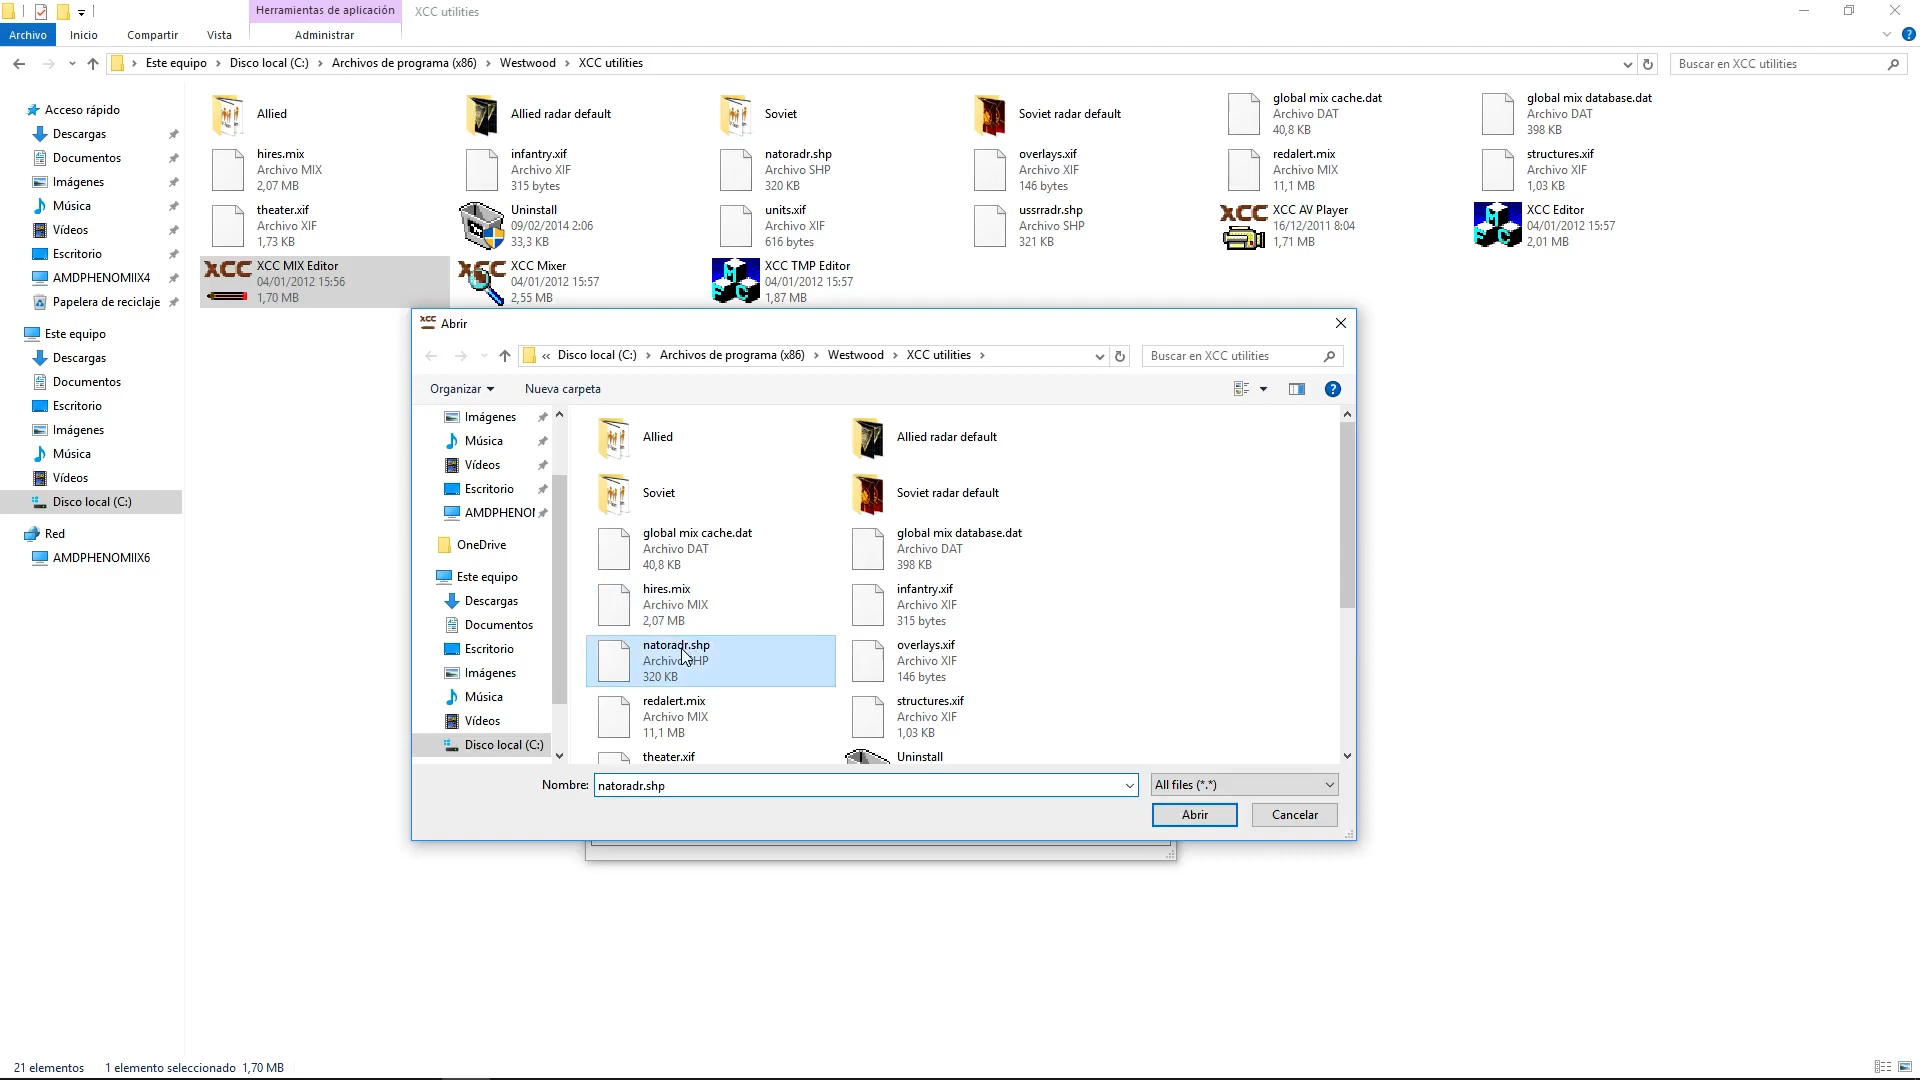 Herramientas de aplicación
XCC utilities
Archivo
Inicio
Compartir
Vista
Administrar
Este equipo
Disco local (C:)
Archivos de programa (x86)
Westwood
XCC utilities
Buscar en XCC utilities
Acceso rápido
Descargas
Documentos
Imágenes
Música
Vídeos
Escritorio
AMDPHENOMIIX4
Papelera de reciclaje
Este equipo
Descargas
Documentos
Escritorio
Imágenes
Música
Vídeos
Disco local (C:)
Red
AMDPHENOMIIX6
Allied
Allied radar default
Soviet
Soviet radar default
global mix cache.dat
Archivo DAT
40,8 KB
global mix database.dat
Archivo DAT
398 KB
hires.mix
Archivo MIX
2,07 MB
infantry.xif
Archivo XIF
315 bytes
natoradr.shp
Archivo SHP
320 KB
overlays.xif
Archivo XIF
146 bytes
redalert.mix
Archivo MIX
11,1 MB
structures.xif
Archivo XIF
1,03 KB
theater.xif
Archivo XIF
1,73 KB
Uninstall
09/02/2014 2:06
33,3 KB
units.xif
Archivo XIF
616 bytes
ussrradr.shp
Archivo SHP
321 KB
XCC AV Player
16/12/2011 8:04
1,71 MB
XCC Editor
04/01/2012 15:57
2,01 MB
XCC MIX Editor
04/01/2012 15:56
1,70 MB
XCC Mixer
04/01/2012 15:57
2,55 MB
XCC TMP Editor
04/01/2012 15:57
1,87 MB
Abrir
« Disco local (C:)
Archivos de programa (x86)
Westwood
XCC utilities
Buscar en XCC utilities
Organizar
Nueva carpeta
Imágenes
Música
Vídeos
Escritorio
AMDPHENOI
OneDrive
Este equipo
Descargas
Documentos
Escritorio
Imágenes
Música
Vídeos
Disco local (C:)
Allied
Allied radar default
Soviet
Soviet radar default
global mix cache.dat
Archivo DAT
40,8 KB
global mix database.dat
Archivo DAT
398 KB
hires.mix
Archivo MIX
2,07 MB
infantry.xif
Archivo XIF
315 bytes
natoradr.shp
Archivo SHP
320 KB
overlays.xif
Archivo XIF
146 bytes
redalert.mix
Archivo MIX
11,1 MB
structures.xif
Archivo XIF
1,03 KB
theater.xif
Uninstall
Nombre:
natoradr.shp
All files (*.*)
Abrir
Cancelar
21 elementos
1 elemento seleccionado 1,70 MB